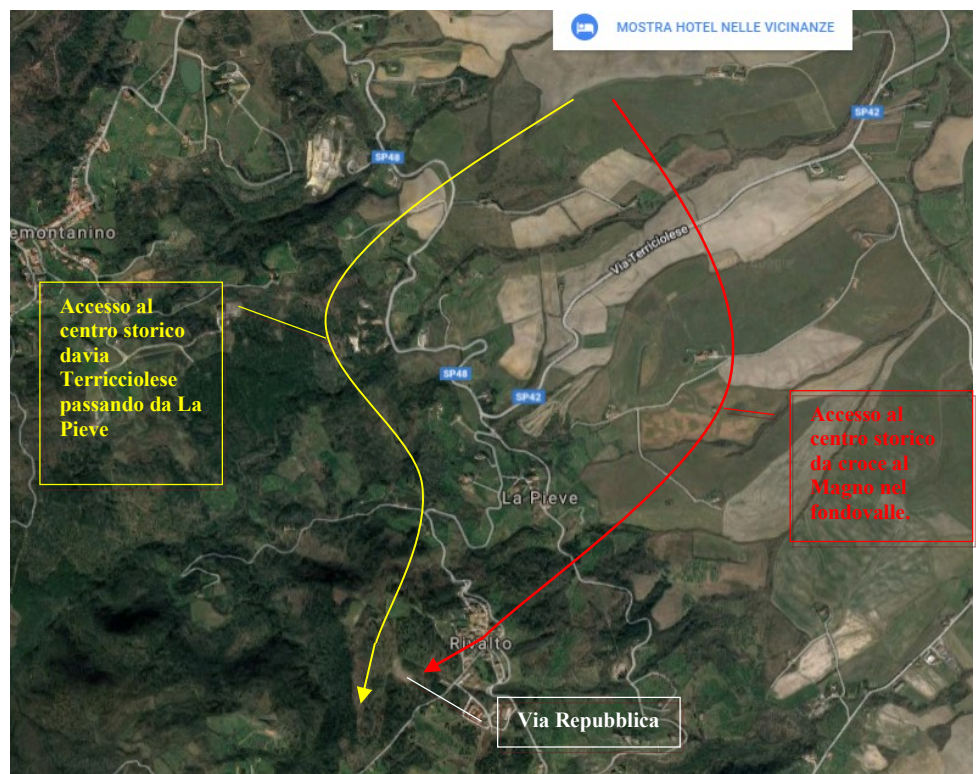 MOSTRA HOTEL NELLE VICINANZE
SP42
SP48
emontanino
Via Terricciolese
Accesso al
centro storico
davia
Terricciolese
passando da La
Pieve
SP48
SP42
Accesso al
centro storico
da croce al
Magno nel
fondovalle,
La Pieve
Rivalto
Via Repubblica